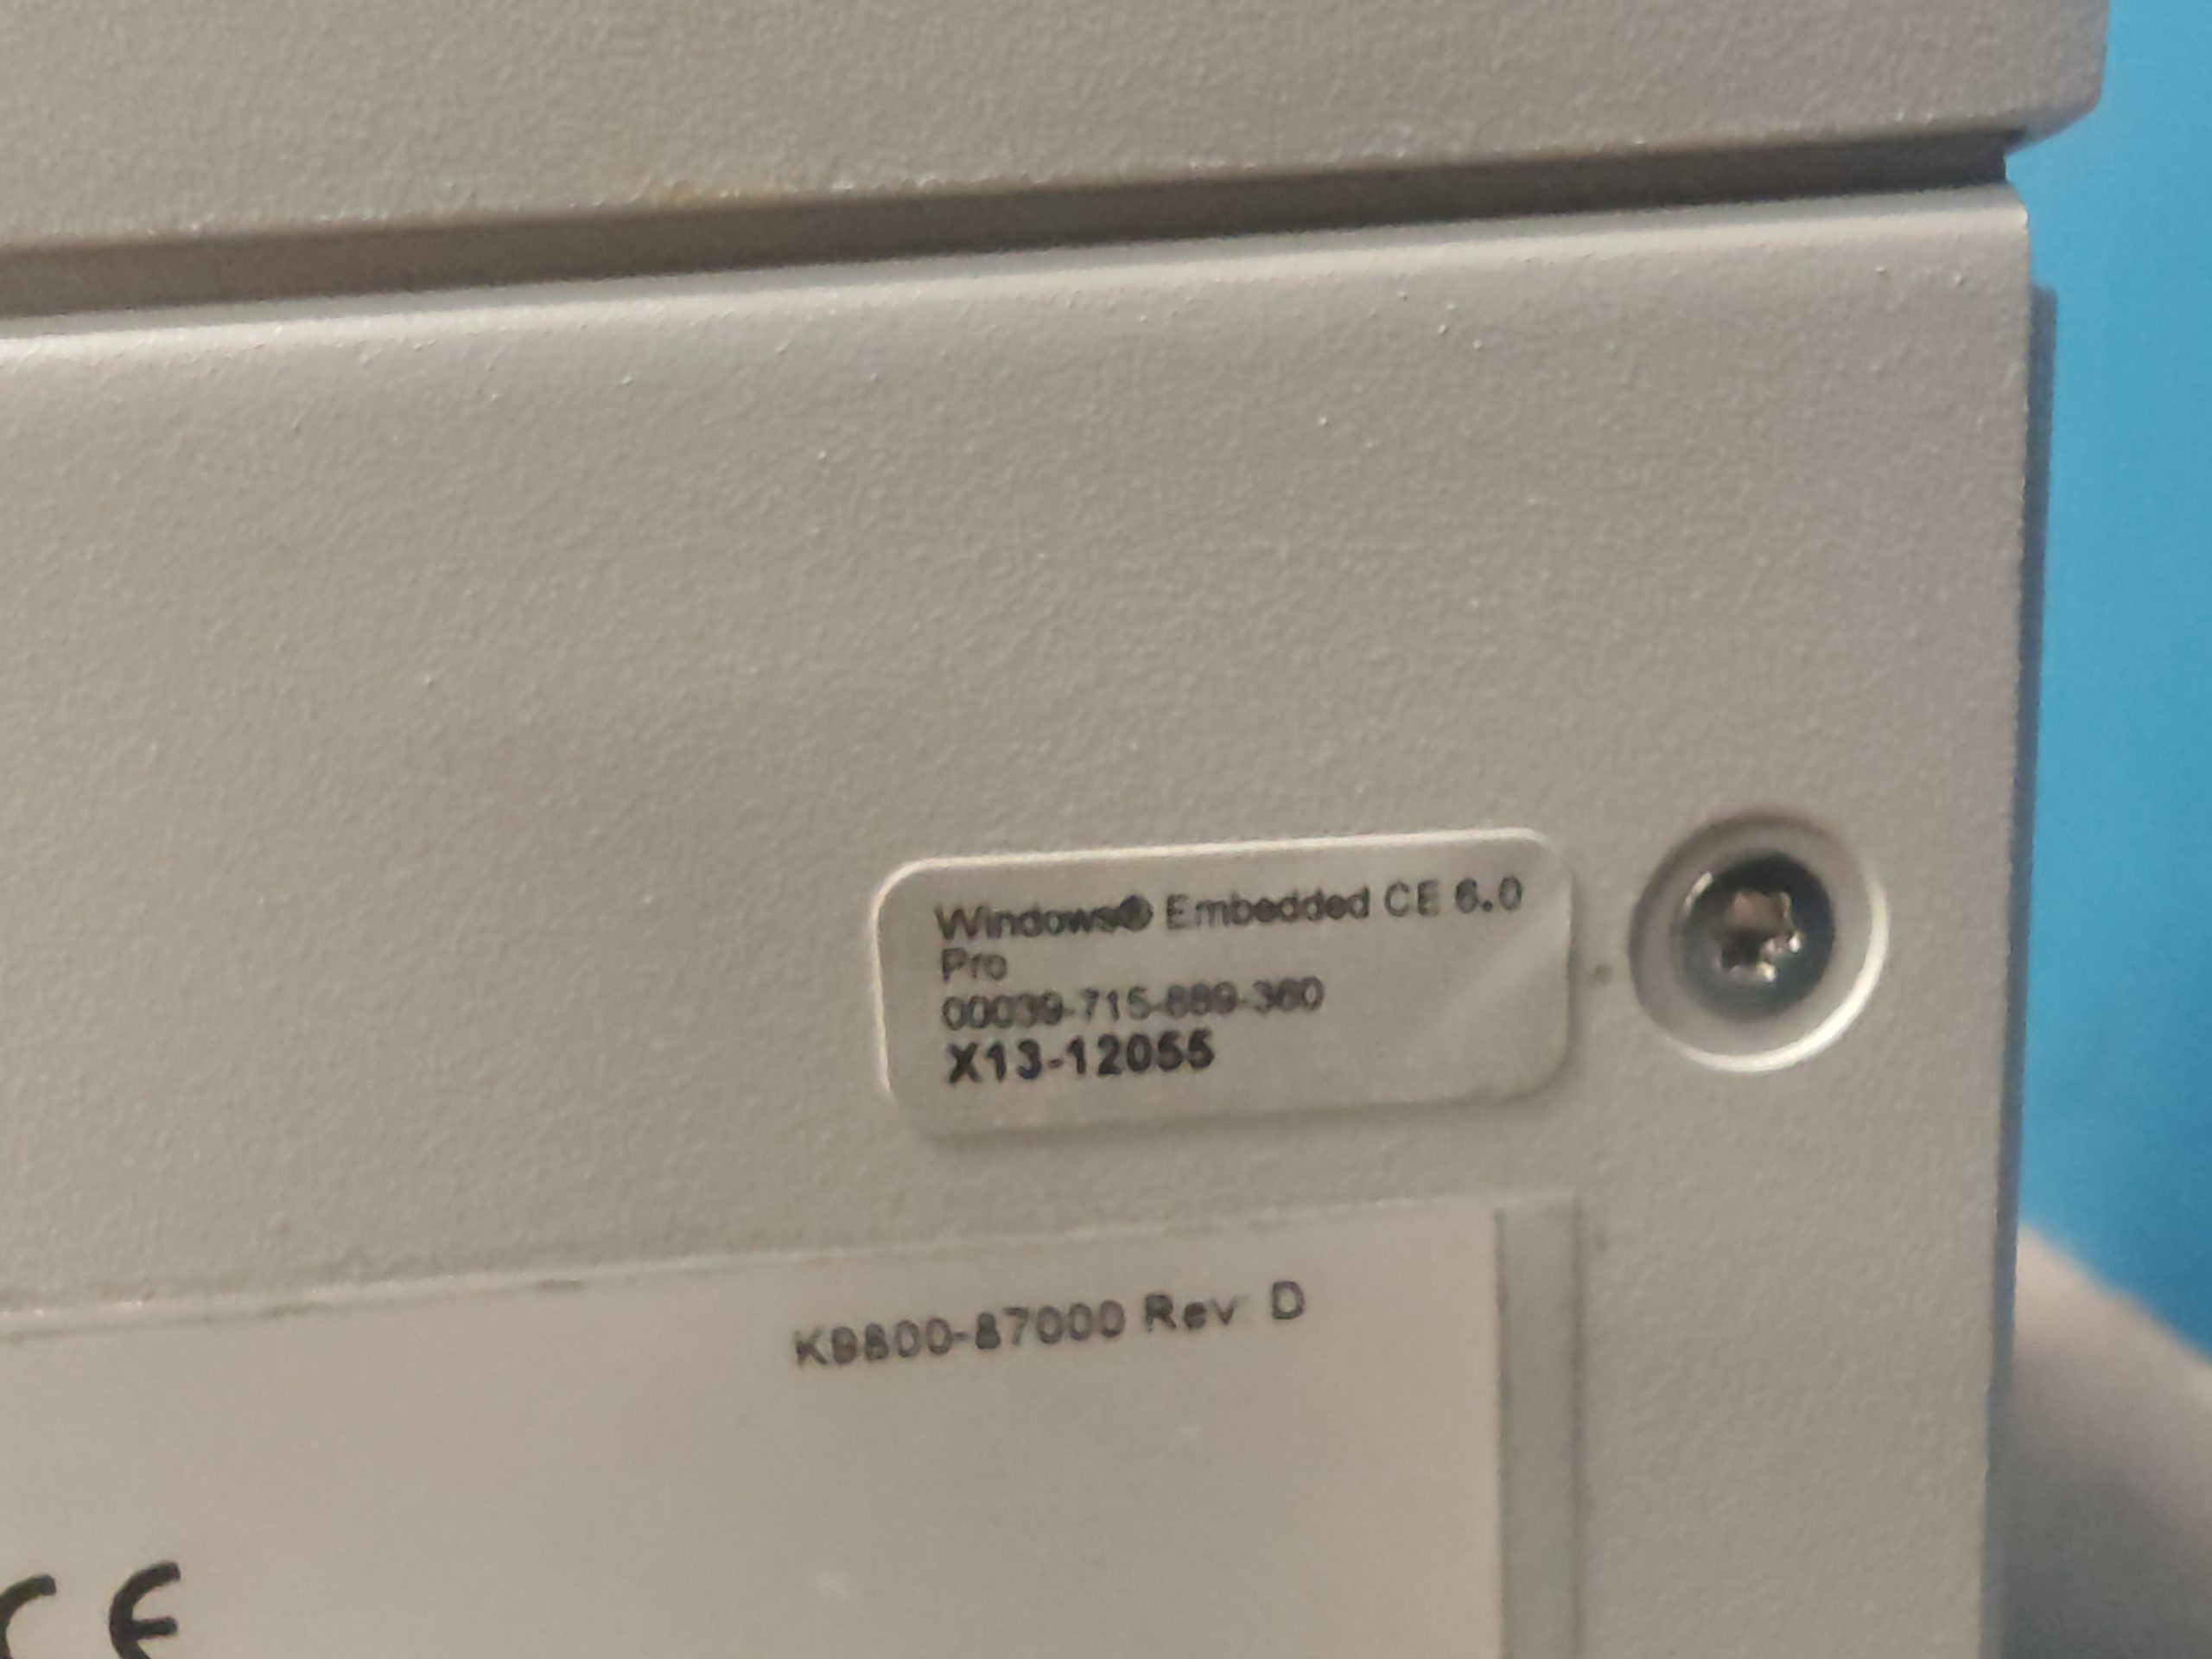 Windows® Embedded CE 6.0
Pro
00039-715-889-360
X13-12055
K9800-87000 Rev D
CE